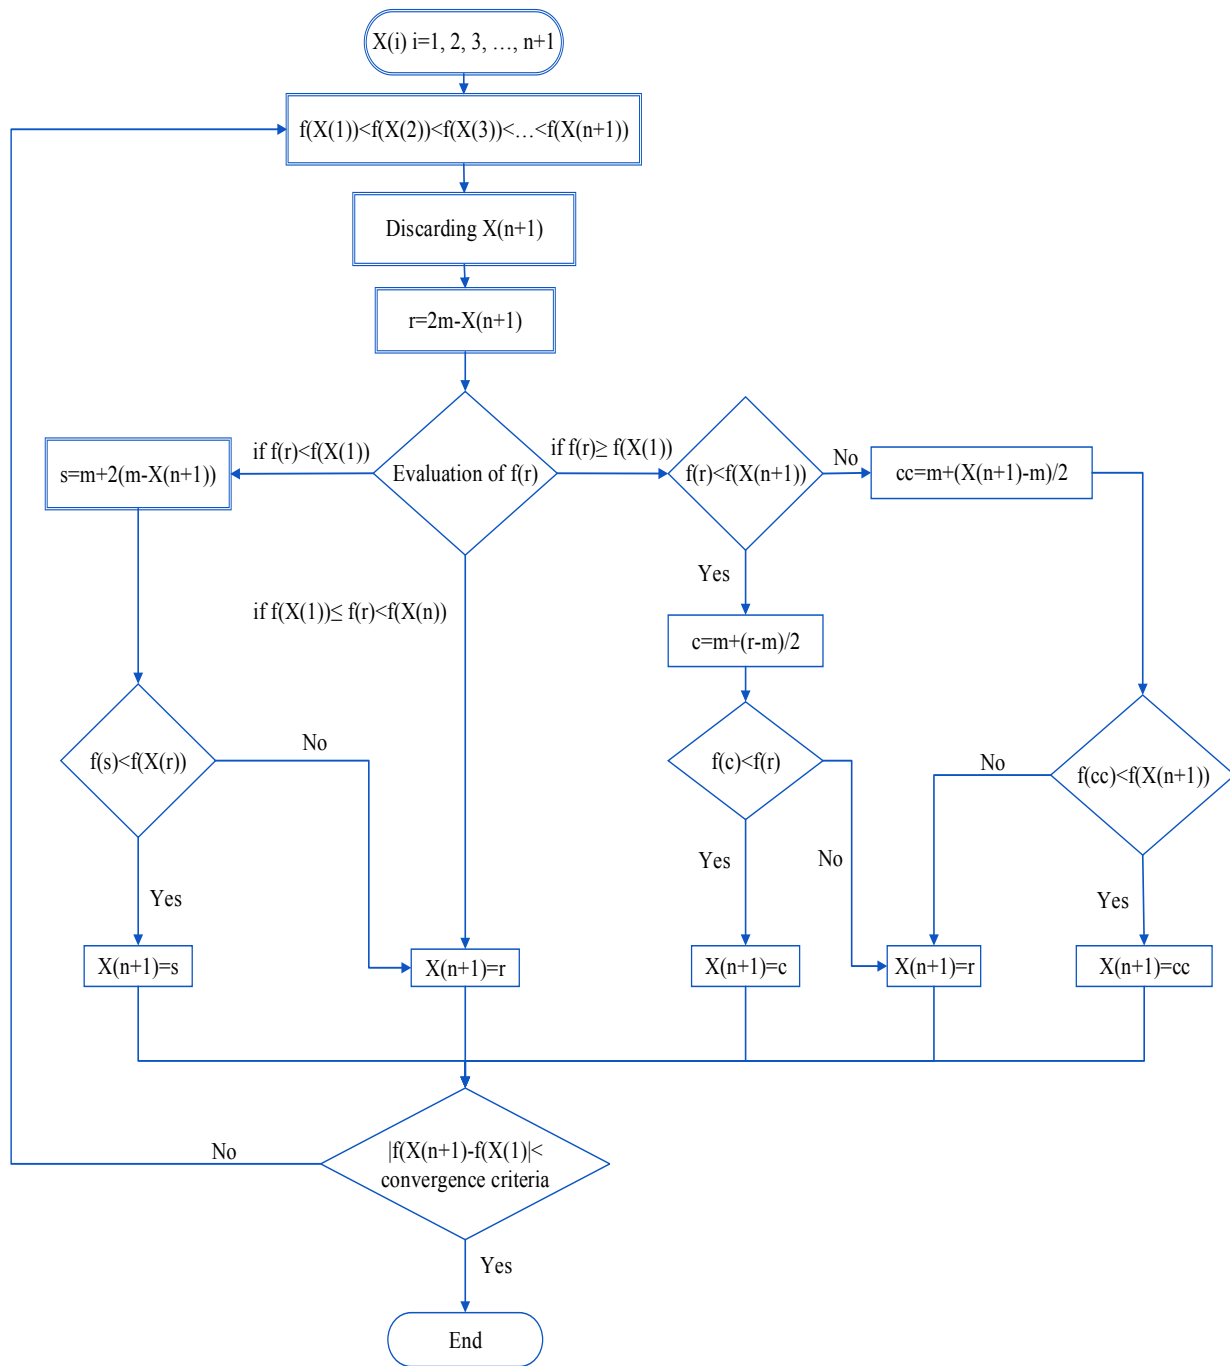 X(i) i=1, 2, 3, …, n+1
f(X(1))<f(X(2))<f(X(3))<…<f(X(n+1))
Discarding X(n+1)
r=2m-X(n+1)
if f(r)<f(X(1))
if f(r)≥ f(X(1))
s=m+2(m-X(n+1))
Evaluation of f(r)
f(r)<f(X(n+1))
No
cc=m+(X(n+1)-m)/2
Yes
if f(X(1))≤ f(r)<f(X(n))
c=m+(r-m)/2
f(s)<f(X(r))
No
f(c)<f(r)
No
f(cc)<f(X(n+1))
Yes
Yes
No
Yes
X(n+1)=s
X(n+1)=r
X(n+1)=c
X(n+1)=r
X(n+1)=cc
No
|f(X(n+1)-f(X(1)|<
convergence criteria
Yes
End